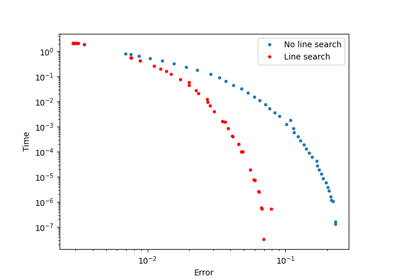 No line search
Line search
Time
10⁰
10⁻¹
10⁻²
10⁻³
10⁻⁴
10⁻⁵
10⁻⁶
10⁻⁷
10⁻² 10⁻¹
Error